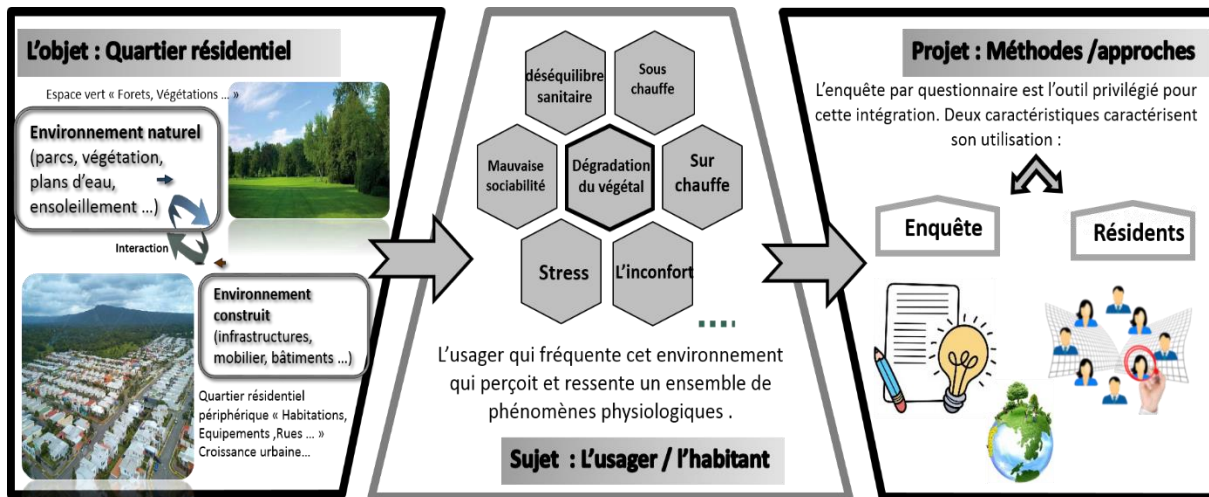 L'objet : Quartier résidentiel
Espace vert « Forets, Végétations ... »
Environnement naturel
(parcs, végétation,
plans d'eau,
ensoleillement ...)
Interaction
Environnement
construit
(infrastructures,
mobilier, bâtiments ...)
Quartier résidentiel
périphérique « Habitations,
Equipements ,Rues ... »
Croissance urbaine...
déséquilibre
sanitaire
Sous
chauffe
Mauvaise
sociabilité
Dégradation
du végétal
Sur
chauffe
Stress
L'inconfort
L'usager qui fréquente cet environnement
qui perçoit et ressente un ensemble de
phénomènes physiologiques .
Sujet : L'usager / l'habitant
Projet : Méthodes /approches
L'enquête par questionnaire est l'outil privilégié pour
cette intégration. Deux caractéristiques caractérisent
son utilisation :
Enquête
Résidents